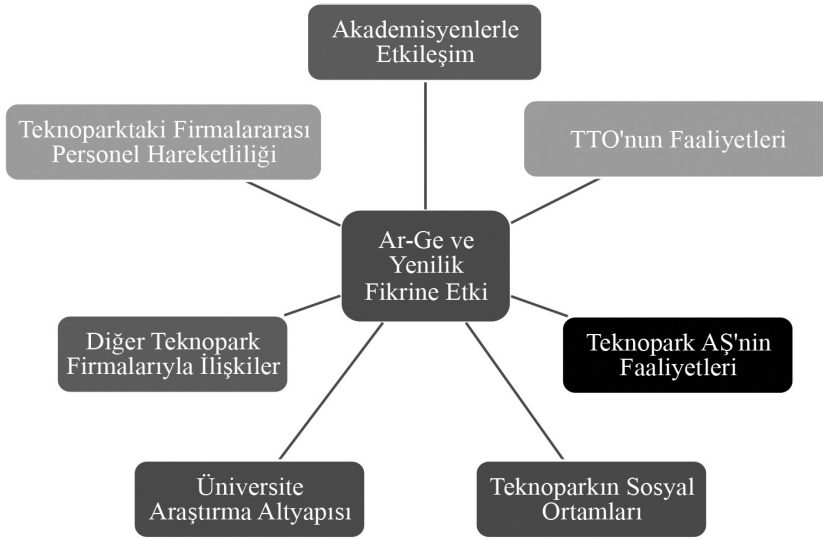 Akademisyenlerle
Etkileşim
Teknoparktaki Firmalararası
Personel Hareketliliği
TTO'nun Faaliyetleri
Ar-Ge ve
Yenilik
Fikrine Etki
Diğer Teknopark
Firmalarıyla İlişkiler
Teknopark AŞ'nin
Faaliyetleri
Üniversite
Araştırma Altyapısı
Teknoparkın Sosyal
Ortamları